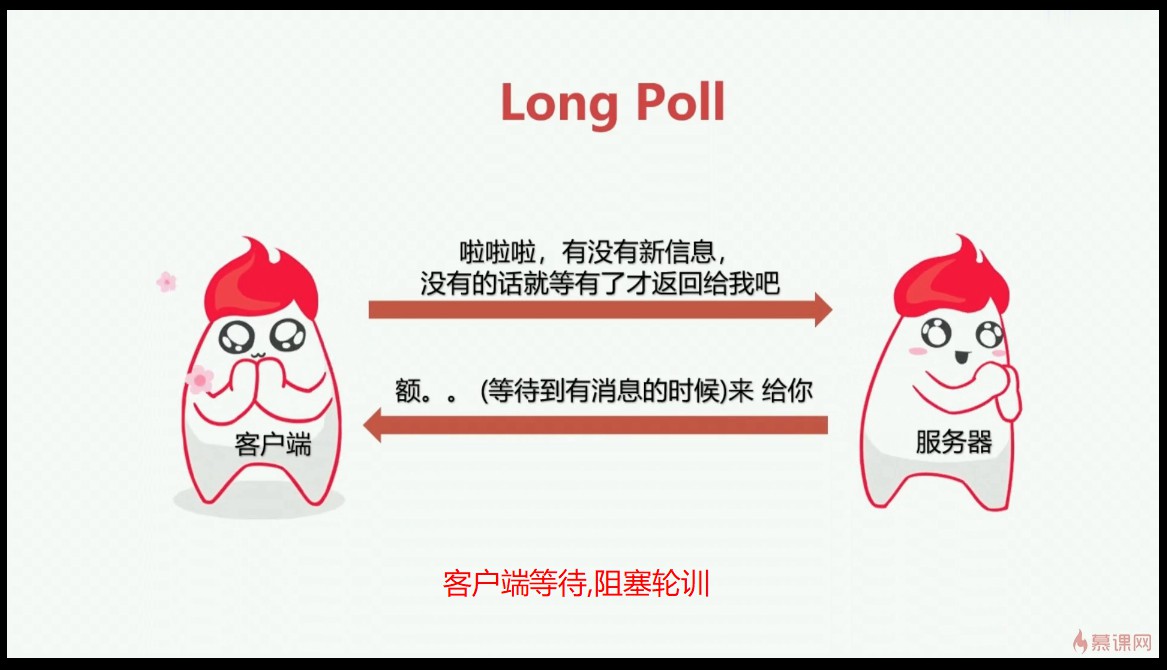 Long Poll
啦啦啦，有没有新信息，
没有的话就等有了才返回给我吧
额。。 (等待到有消息的时候)来 给你
客户端
服务器
客户端等待,阻塞轮训
慕课网